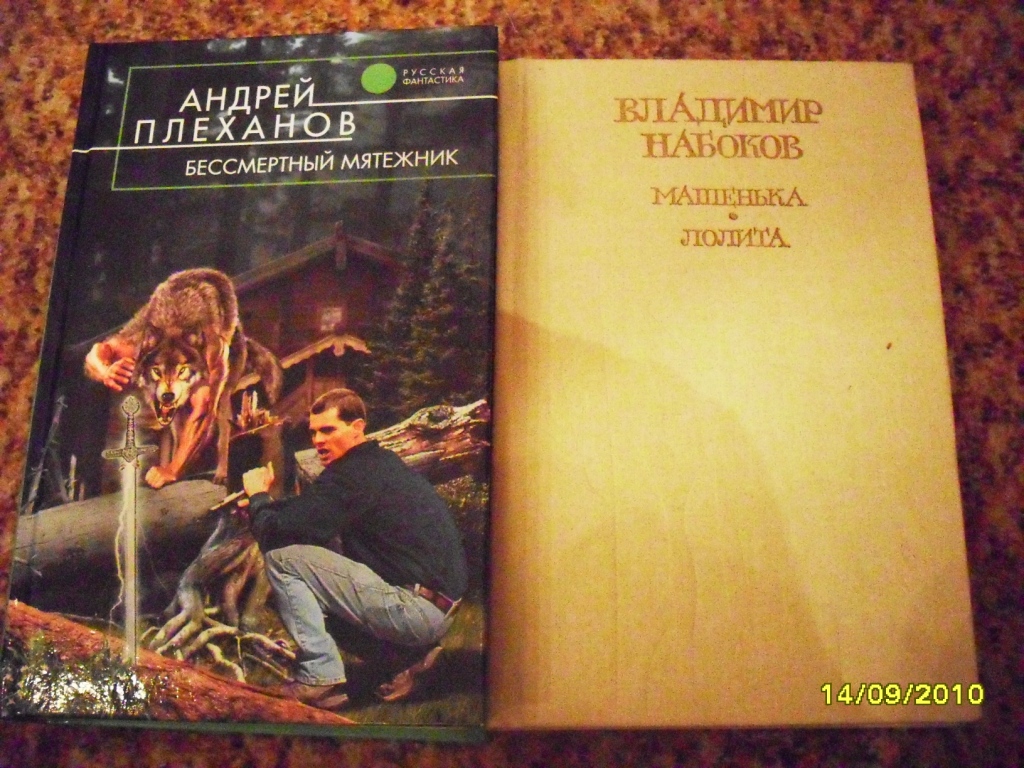 РУССКАЯ
ФАНТАСТИКА
АНДРЕЙ
ПЛЕХАНОВ
БЕССМЕРТНЫЙ МЯТЕЖНИК
ВЛАДИМИР
НАБОКОВ
МАШЕНЬКА
ЛОЛИТА
14/09/2010